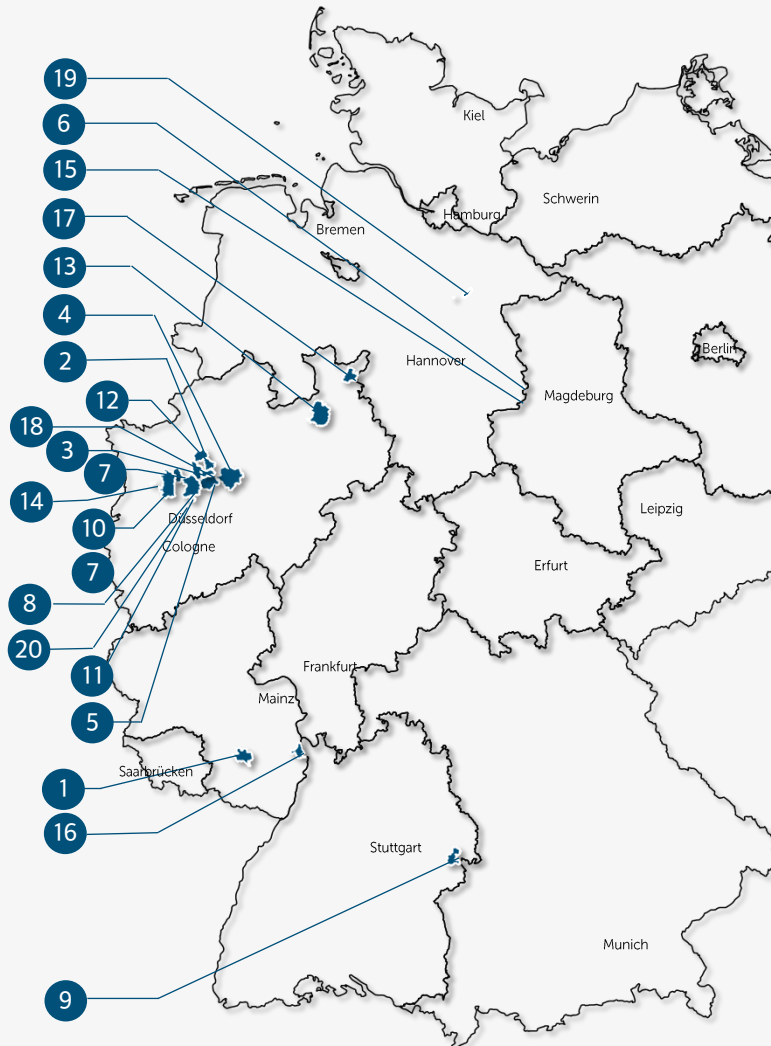 19
6
15
17
13
4
2
12
18
3
7
14
10
7
8
20
11
5
1
16
9
Kiel
Schwerin
Hamburg
Bremen
Berlin
Hannover
Magdeburg
Leipzig
Düsseldorf
Cologne
Erfurt
Frankfurt
Mainz
Saarbrücken
Stuttgart
Munich